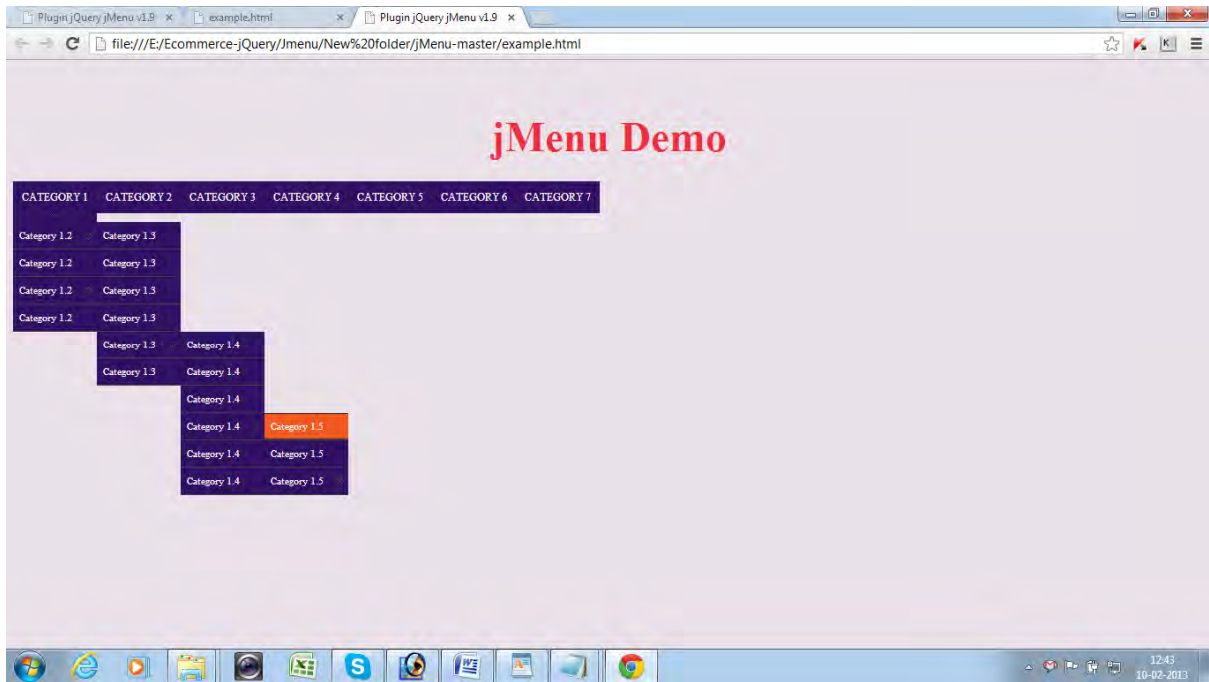 Plugin jQuery jMenu v1.9 example.html Plugin jQuery jMenu v1.9
file:///E:/Ecommerce-jQuery/Jmenu/New%20folder/jMenu-master/example.html
jMenu Demo
CATEGORY 1 CATEGORY 2 CATEGORY 3 CATEGORY 4 CATEGORY 5 CATEGORY 6 CATEGORY 7
Category 1.2 Category 1.3
Category 1.2 Category 1.3
Category 1.2 Category 1.3
Category 1.2 Category 1.3
Category 1.3 Category 1.4
Category 1.3 Category 1.4
Category 1.4
Category 1.4 Category 1.5
Category 1.4 Category 1.5
Category 1.4 Category 1.5
12:43
10-02-2013